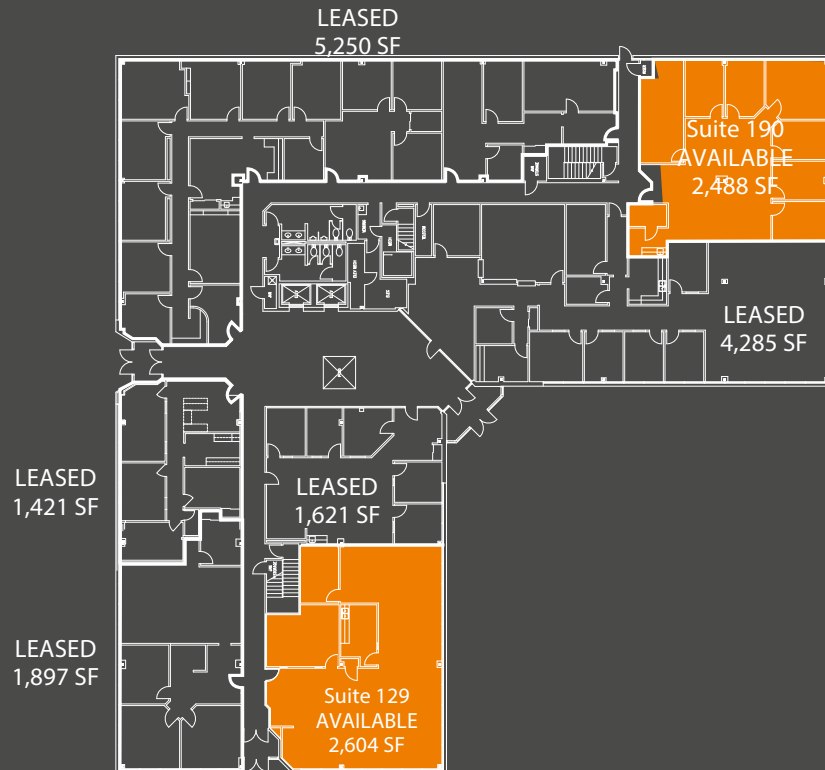 LEASED
5,250 SF
Suite 190
AVAILABLE
2,488 SF
LEASED
4,285 SF
LEASED
1,421 SF
LEASED
1,621 SF
LEASED
1,897 SF
Suite 129
AVAILABLE
2,604 SF